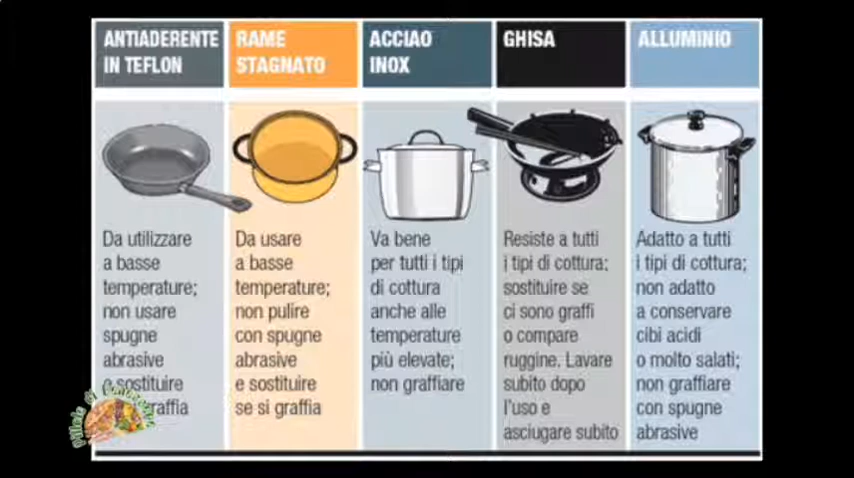 ANTIADERENTE
IN TEFLON
RAME
STAGNATO
ACCIAO
INOX
GHISA
ALLUMINIO
Da utilizzare
a basse
temperature;
non usare
spugne
abrasive
e sostituire
graffia
Da usare
a basse
temperature;
non pulire
con spugne
abrasive
e sostituire
se si graffia
Va bene
per tutti i tipi
di cottura
anche alle
temperature
più elevate;
non graffiare
Resiste a tutti
i tipi di cottura;
sostituire se
ci sono graffi
o compare
ruggine. Lavare
subito dopo
l'uso e
asciugare subito
Adatto a tutti
i tipi di cottura;
non adatto
a conservare
cibi acidi
o molto salati;
non graffiare
con spugne
abrasive